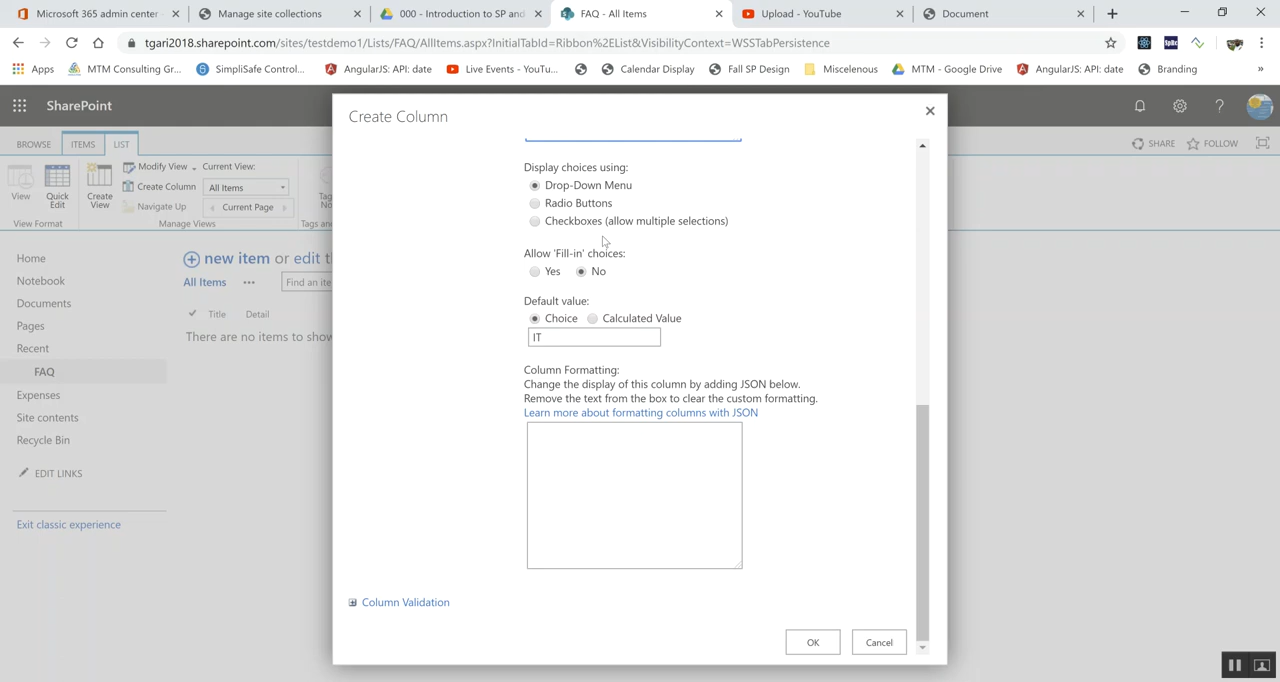 Microsoft 365 admin center
Manage site collections
000 - Introduction to SP and
FAQ - All Items
Upload - YouTube
Document
tgari2018.sharepoint.com/sites/testdemo1/Lists/FAQ/AllItems.aspx?InitialTabId=Ribbon%2EList&VisibilityContext=WSSTabPersistence
Apps
MTM Consulting Gr...
SimpliSafe Control...
AngularJS: API: date
Live Events - YouTu...
Calendar Display
Fall SP Design
Miscelenous
MTM - Google Drive
AngularJS: API: date
Branding
»
SharePoint
BROWSE ITEMS LIST
SHARE FOLLOW
View
Quick
Edit
Create
View
Modify View
Create Column
Navigate Up
Current View:
All Items
Current Page
View Format
Manage Views
Tags and
Home
Notebook
Documents
Pages
Recent
FAQ
Expenses
Site contents
Recycle Bin
EDIT LINKS
Exit classic experience
new item or edit t
All Items ... Find an ite
Title Detail
There are no items to show
Create Column
Display choices using:
Drop-Down Menu
Radio Buttons
Checkboxes (allow multiple selections)
Allow 'Fill-in' choices:
Yes No
Default value:
Choice Calculated Value
IT
Column Formatting:
Change the display of this column by adding JSON below.
Remove the text from the box to clear the custom formatting.
Learn more about formatting columns with JSON
Column Validation
OK Cancel